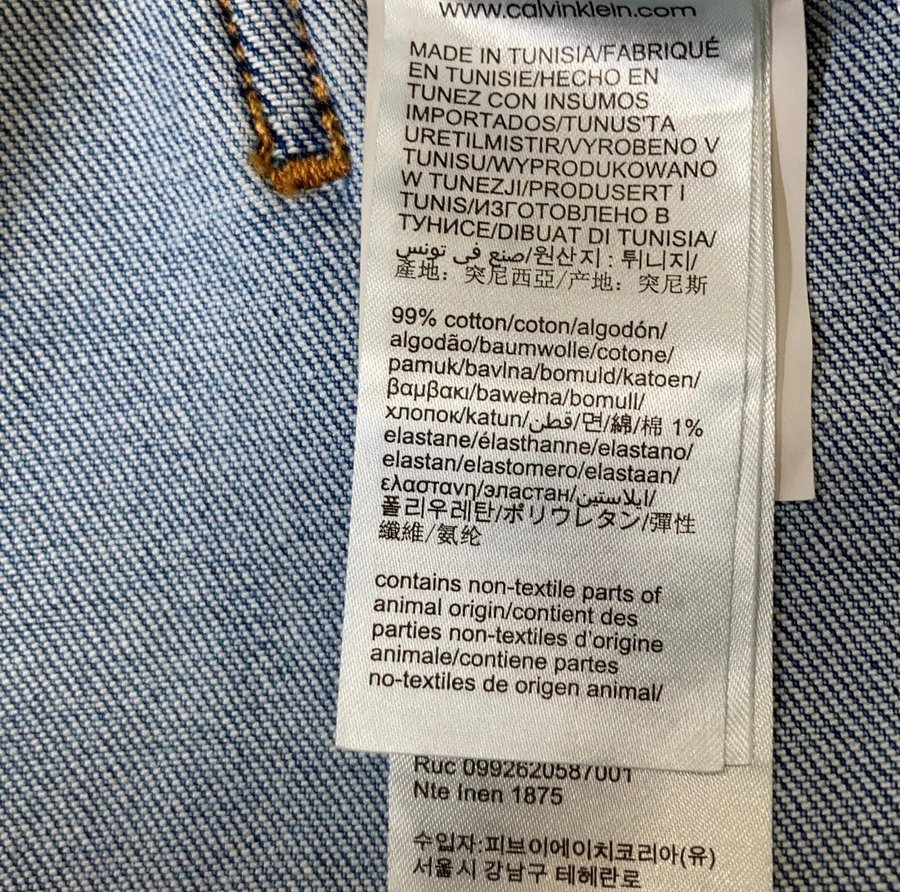 www.calvinklein.com
MADE IN TUNISIA/FABRIQUÉ
EN TUNISIE/HECHO EN
TUNEZ CON INSUMOS
IMPORTADOS/TUNUS'TA
URETILMISTIR/VYROBENO V
TUNISU/WYPRODUKOWANO
W TUNEZJI/PRODUSERT I
TUNIS/ИЗГОТОВЛЕНО В
ТУНИСЕ/DIBUAT DI TUNISIA/
صنع في تونس/원산지 : 튀니지/
產地: 突尼西亞/产地: 突尼斯
99% cotton/coton/algodón/
algodão/baumwolle/cotone/
pamuk/bavlna/bomuld/katoen/
βαμβακι/bawełna/bomull/
хлопок/katun/قطن/면/綿/棉 1%
elastane/élasthanne/elastano/
elastan/elastomero/elastaan/
ελαστανη/эластан/ايلاستين/
폴리우레탄/ポリウレタン/彈性
纖維/氨纶
contains non-textile parts of
animal origin/contient des
parties non-textiles d'origine
animale/contiene partes
no-textiles de origen animal/
Ruc 0992620587001
Nte Inen 1875
수입자:피브이에이치코리아(유)
서울시 강남구 테헤란로